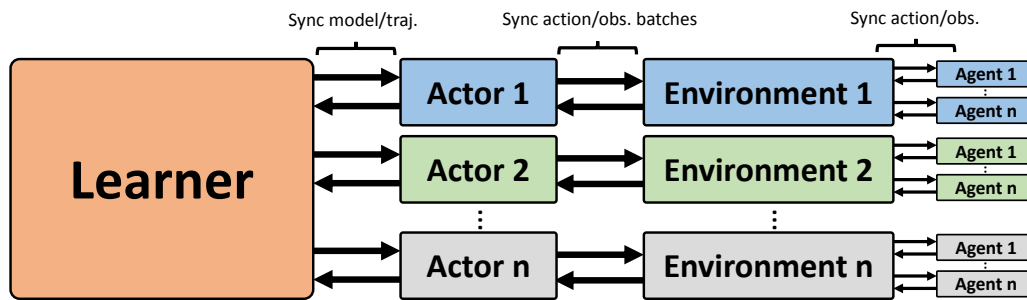 Sync model/traj.
Sync action/obs. batches
Sync action/obs.
Learner
Actor 1
Environment 1
Agent 1
Agent n
Actor 2
Environment 2
Agent 1
Agent n
Actor n
Environment n
Agent 1
Agent n